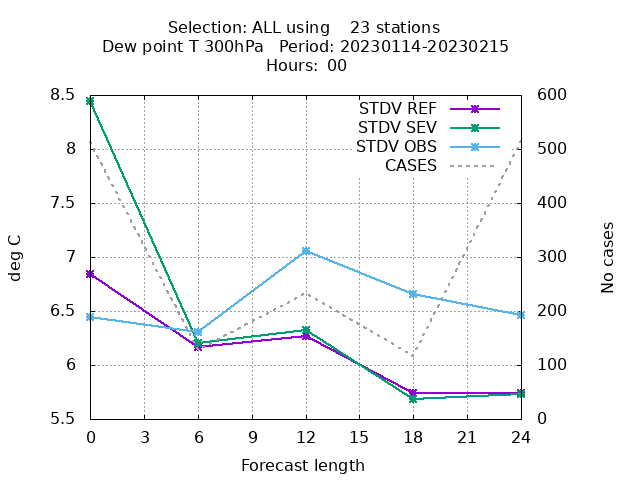 Selection: ALL using    23 stations
Dew point T 300hPa   Period: 20230114-20230215
Hours:  00
STDV REF
STDV SEV
STDV OBS
CASES
8.5
8
7.5
7
6.5
6
5.5
deg C
600
500
400
300
200
100
0
No cases
0 3 6 9 12 15 18 21 24
Forecast length